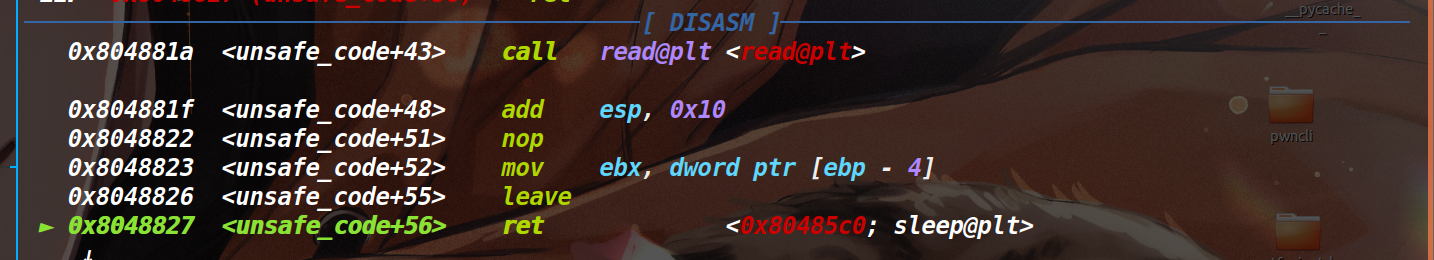 [ DISASM ]
__pycache_
_
0x804881a <unsafe_code+43> call read@plt <read@plt>
0x804881f <unsafe_code+48> add esp, 0x10
0x8048822 <unsafe_code+51> nop
pwncli
0x8048823 <unsafe_code+52> mov ebx, dword ptr [ebp - 4]
0x8048826 <unsafe_code+55> leave
► 0x8048827 <unsafe_code+56> ret <0x80485c0; sleep@plt>